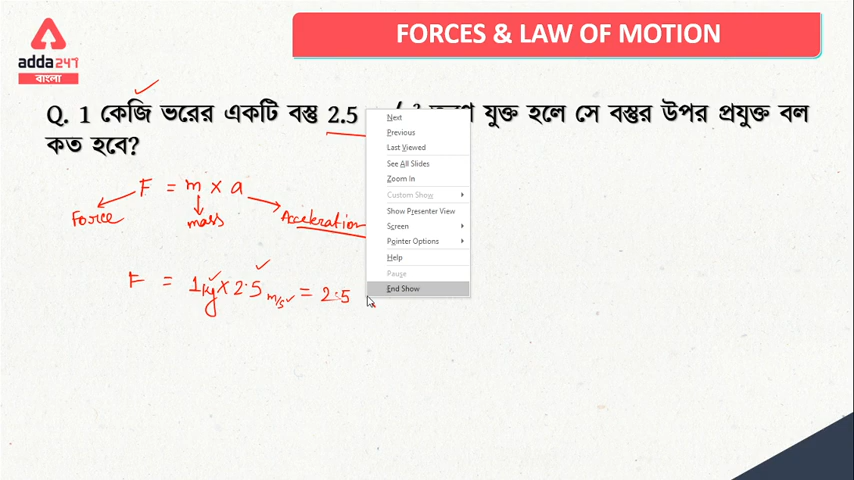 FORCES & LAW OF MOTION
adda247
বাংলা
Q. 1 কেজি ভরের একটি বস্তু 2.5 যুক্ত হলে সে বস্তুর উপর প্রযুক্ত বল
কত হবে?
F = m × a
Force
mass
Acceleration
F = 1 kg × 2.5 m/s = 2.5
Next
Previous
Last Viewed
See All Slides
Zoom In
Custom Show
Show Presenter View
Screen
Pointer Options
Help
Pause
End Show